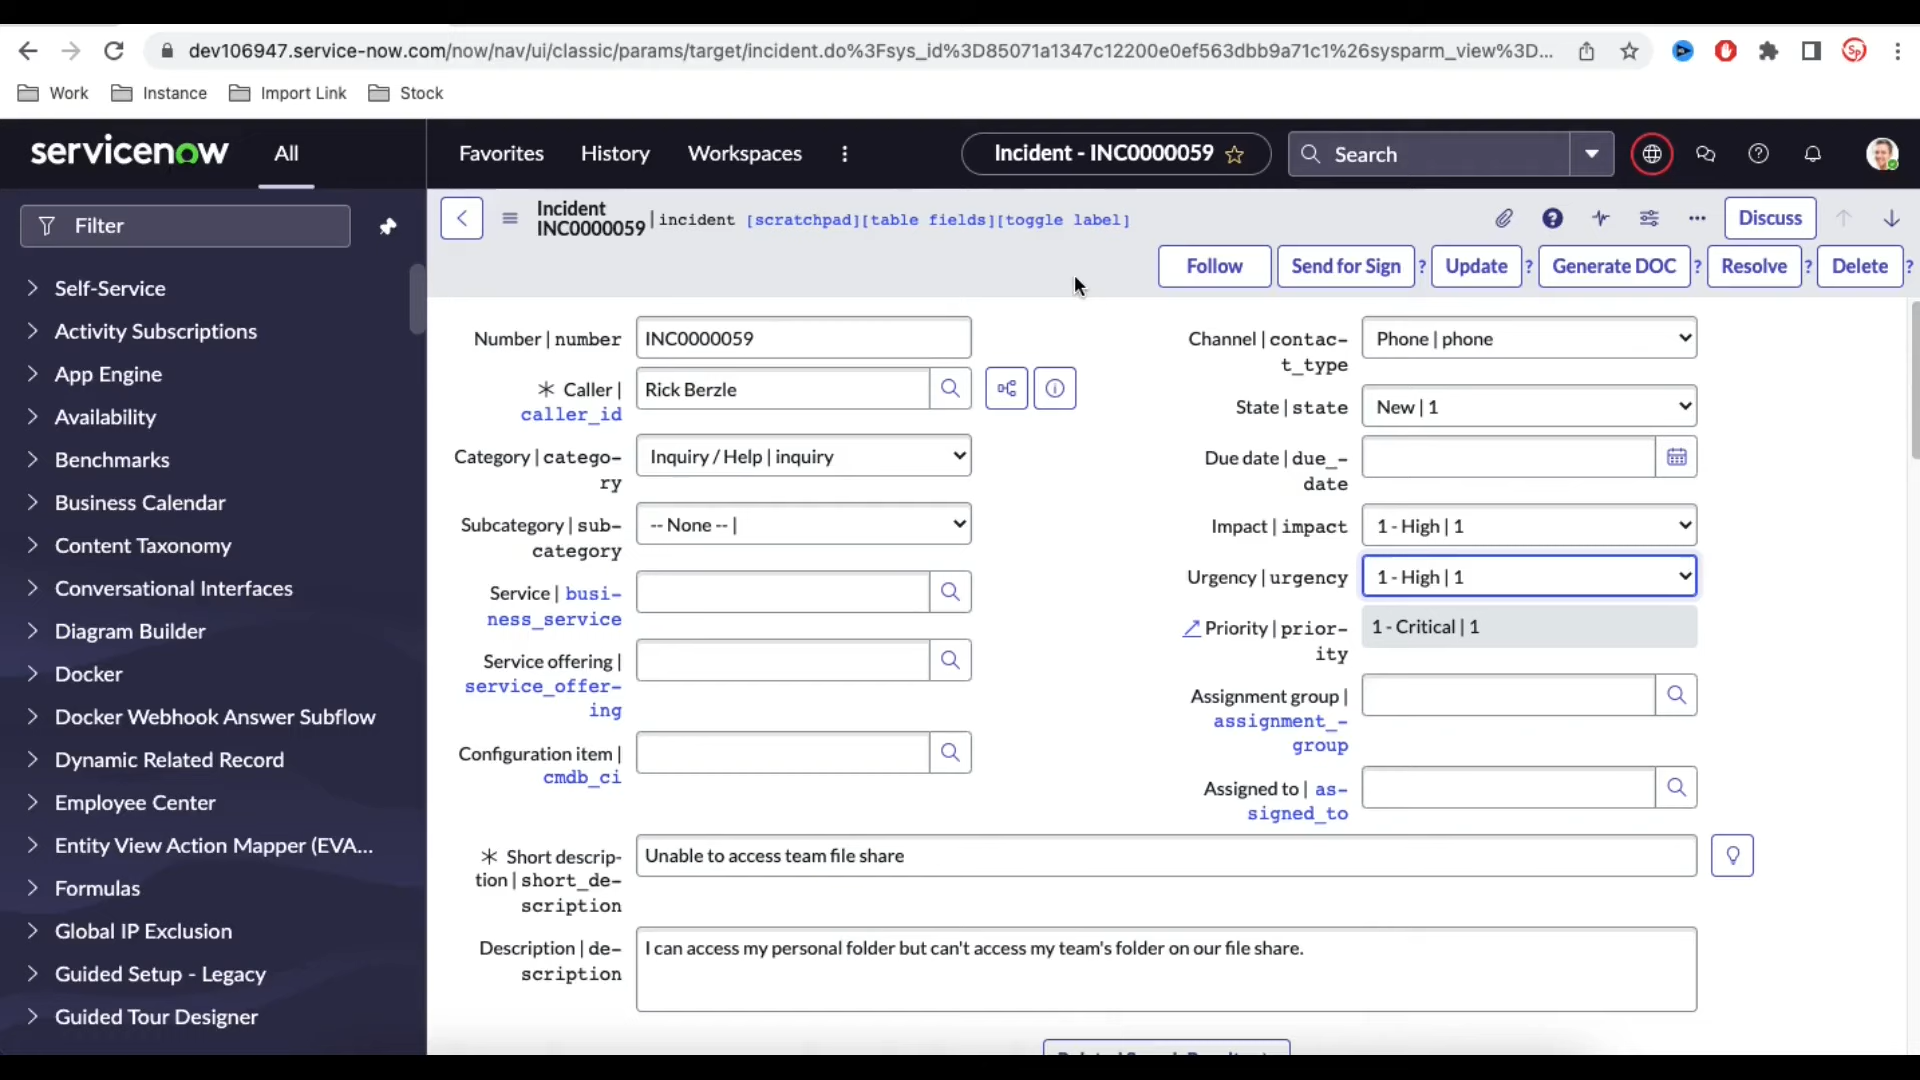 dev106947.service-now.com/now/nav/ui/classic/params/target/incident.do%3Fsys_id%3D85071a1347c12200e0ef563dbb9a71c1%26sysparm_view%3D...
Sp
Work
Instance
Import Link
Stock
servicenow
All
Favorites
History
Workspaces
Incident - INC0000059
Search
Filter
Self-Service
Activity Subscriptions
App Engine
Availability
Benchmarks
Business Calendar
Content Taxonomy
Conversational Interfaces
Diagram Builder
Docker
Docker Webhook Answer Subflow
Dynamic Related Record
Employee Center
Entity View Action Mapper (EVA...
Formulas
Global IP Exclusion
Guided Setup - Legacy
Guided Tour Designer
Incident
INC0000059 | incident [scratchpad][table fields][toggle label]
Discuss
Follow
Send for Sign ?
Update ?
Generate DOC ?
Resolve ?
Delete ?
Number | number
INC0000059
* Caller |
caller_id
Rick Berzle
Category | catego-
ry
Inquiry / Help | inquiry
Subcategory | sub-
category
-- None -- |
Service | busi-
ness_service
Service offering |
service_offer-
ing
Configuration item |
cmdb_ci
Channel | contac-
t_type
Phone | phone
State | state
New | 1
Due date | due_-
date
Impact | impact
1 - High | 1
Urgency | urgency
1 - High | 1
Priority | prior-
ity
1 - Critical | 1
Assignment group |
assignment_-
group
Assigned to | as-
signed_to
* Short descrip-
tion | short_de-
scription
Unable to access team file share
Description | de-
scription
I can access my personal folder but can't access my team's folder on our file share.